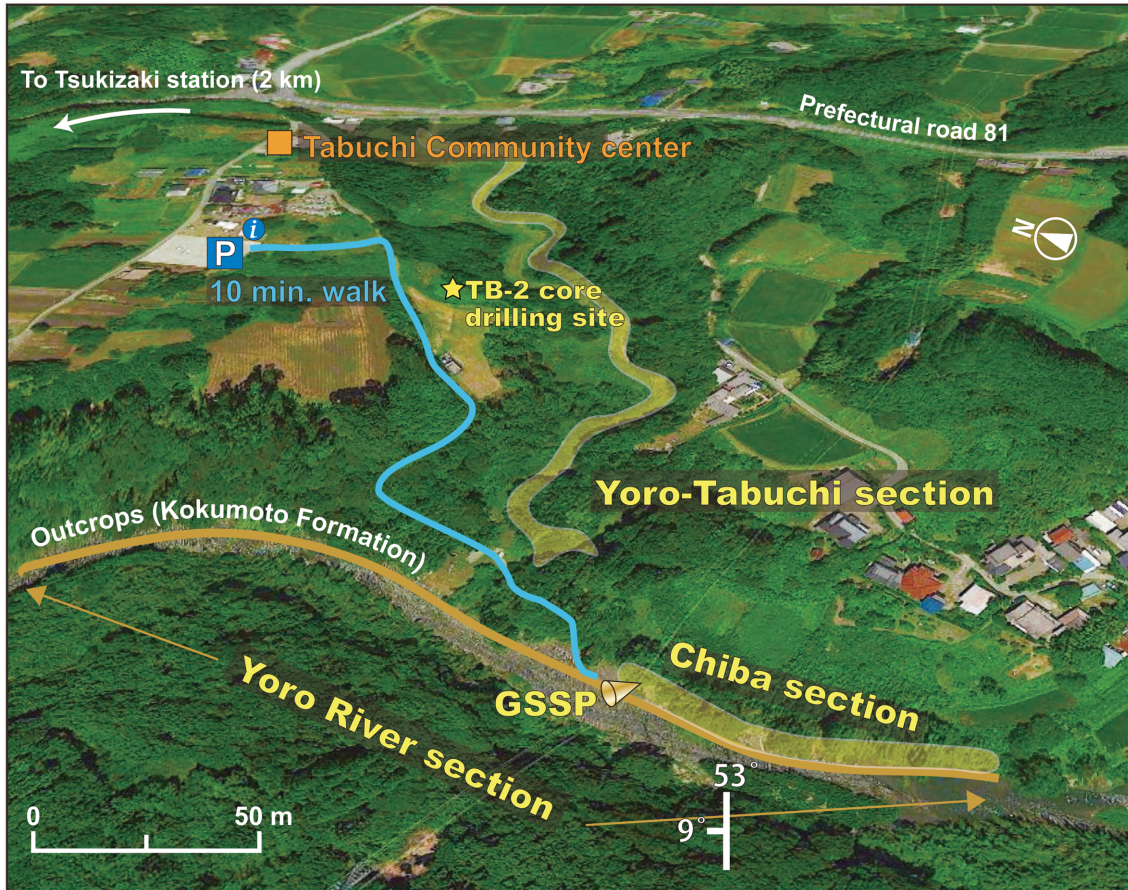 To Tsukizaki station (2 km)
Prefectural road 81
Tabuchi Community center
N
i
P
10 min. walk
TB-2 core
drilling site
Yoro-Tabuchi section
Outcrops (Kokumoto Formation)
Chiba section
GSSP
Yoro River section
53°
9°
0
50 m